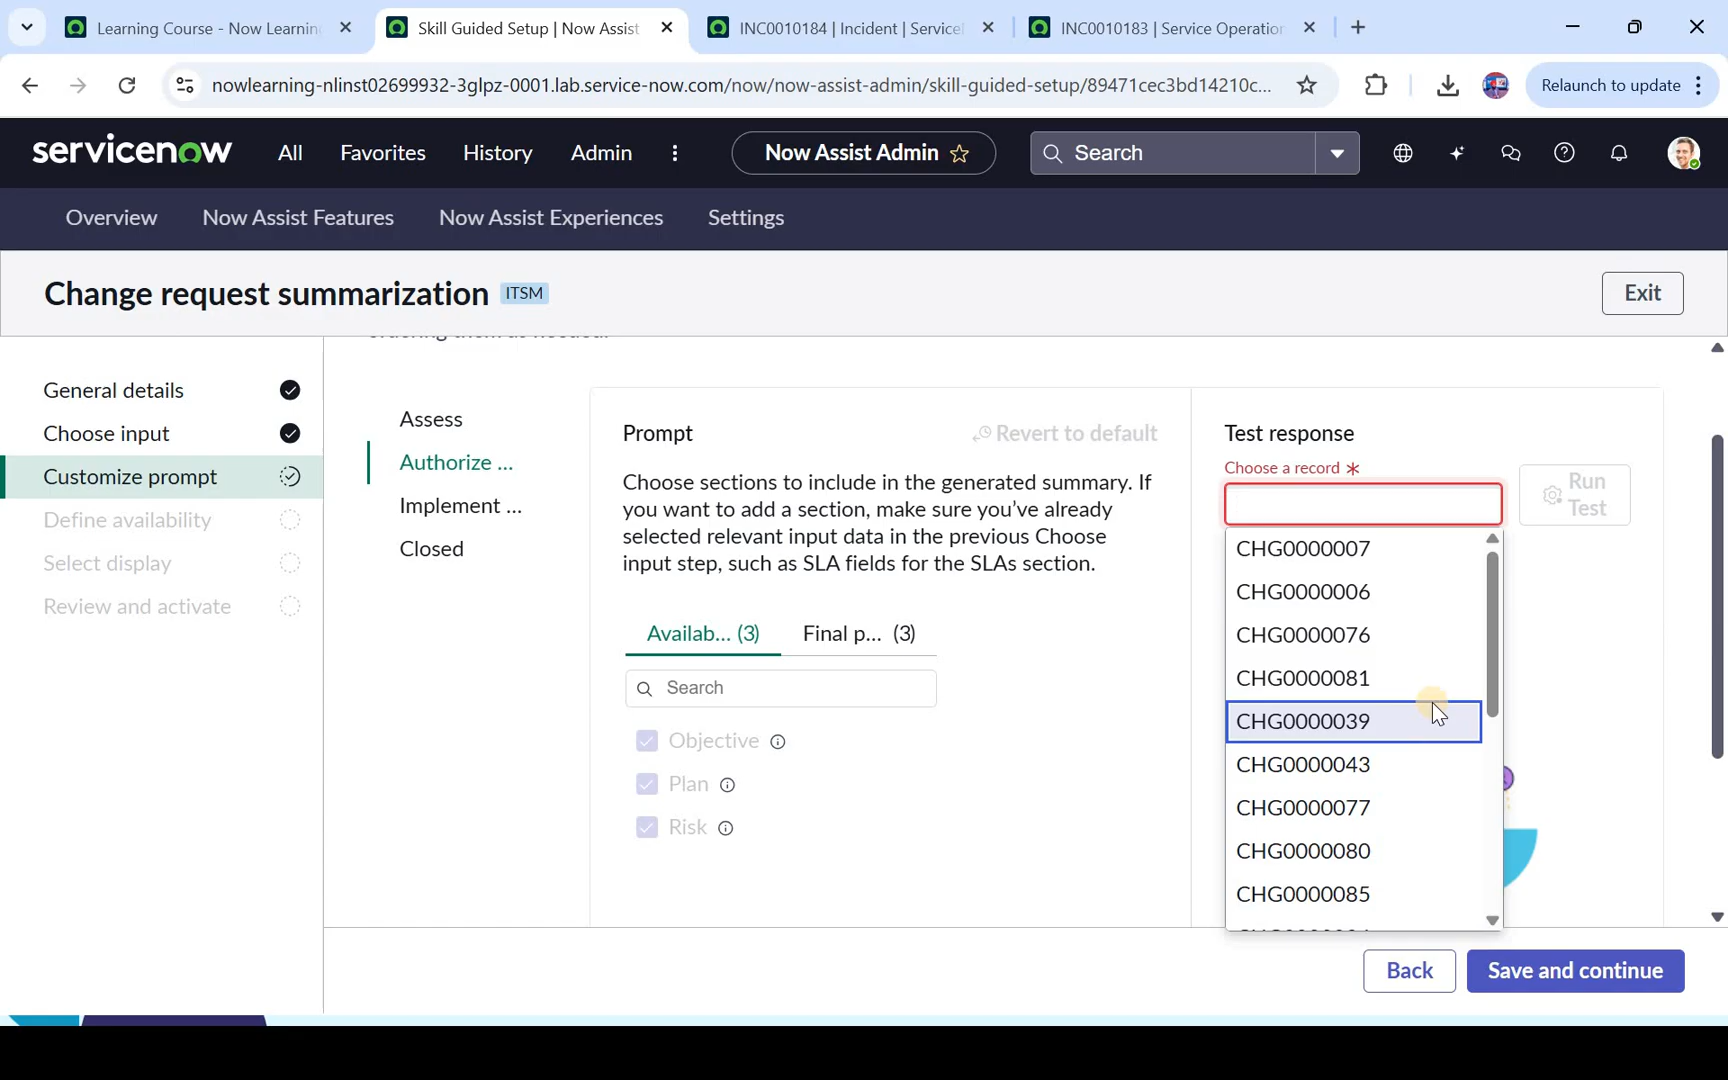 Learning Course - Now Learnin
Skill Guided Setup | Now Assist
INC0010184 | Incident | Service
INC0010183 | Service Operation
nowlearning-nlinst02699932-3glpz-0001.lab.service-now.com/now/now-assist-admin/skill-guided-setup/89471cec3bd14210c...
Relaunch to update
servicenow
All
Favorites
History
Admin
Now Assist Admin
Search
Overview
Now Assist Features
Now Assist Experiences
Settings
Change request summarization
ITSM
Exit
General details
Choose input
Customize prompt
Define availability
Select display
Review and activate
ordering them as needed.
Assess
Authorize ...
Implement ...
Closed
Prompt
Revert to default
Choose sections to include in the generated summary. If
you want to add a section, make sure you've already
selected relevant input data in the previous Choose
input step, such as SLA fields for the SLAs section.
Availab... (3)
Final p... (3)
Search
Objective
Plan
Risk
Test response
Choose a record *
Run
Test
CHG0000007
CHG0000006
CHG0000076
CHG0000081
CHG0000039
CHG0000043
CHG0000077
CHG0000080
CHG0000085
Back
Save and continue